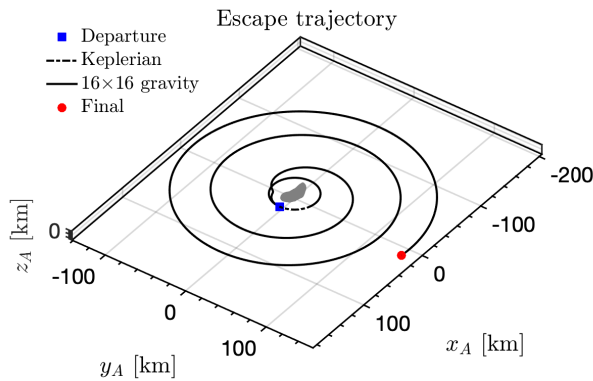 Escape trajectory
Departure
Keplerian
16×16 gravity
Final
-200
-100
0
100
x_A [km]
0
z_A [km]
-100
0
100
y_A [km]